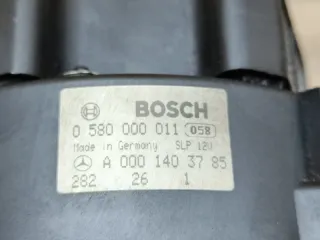 BOSCH
0 580 000 011 058
Made in Germany SLP 12V
A 000 140 37 85
282 26 1